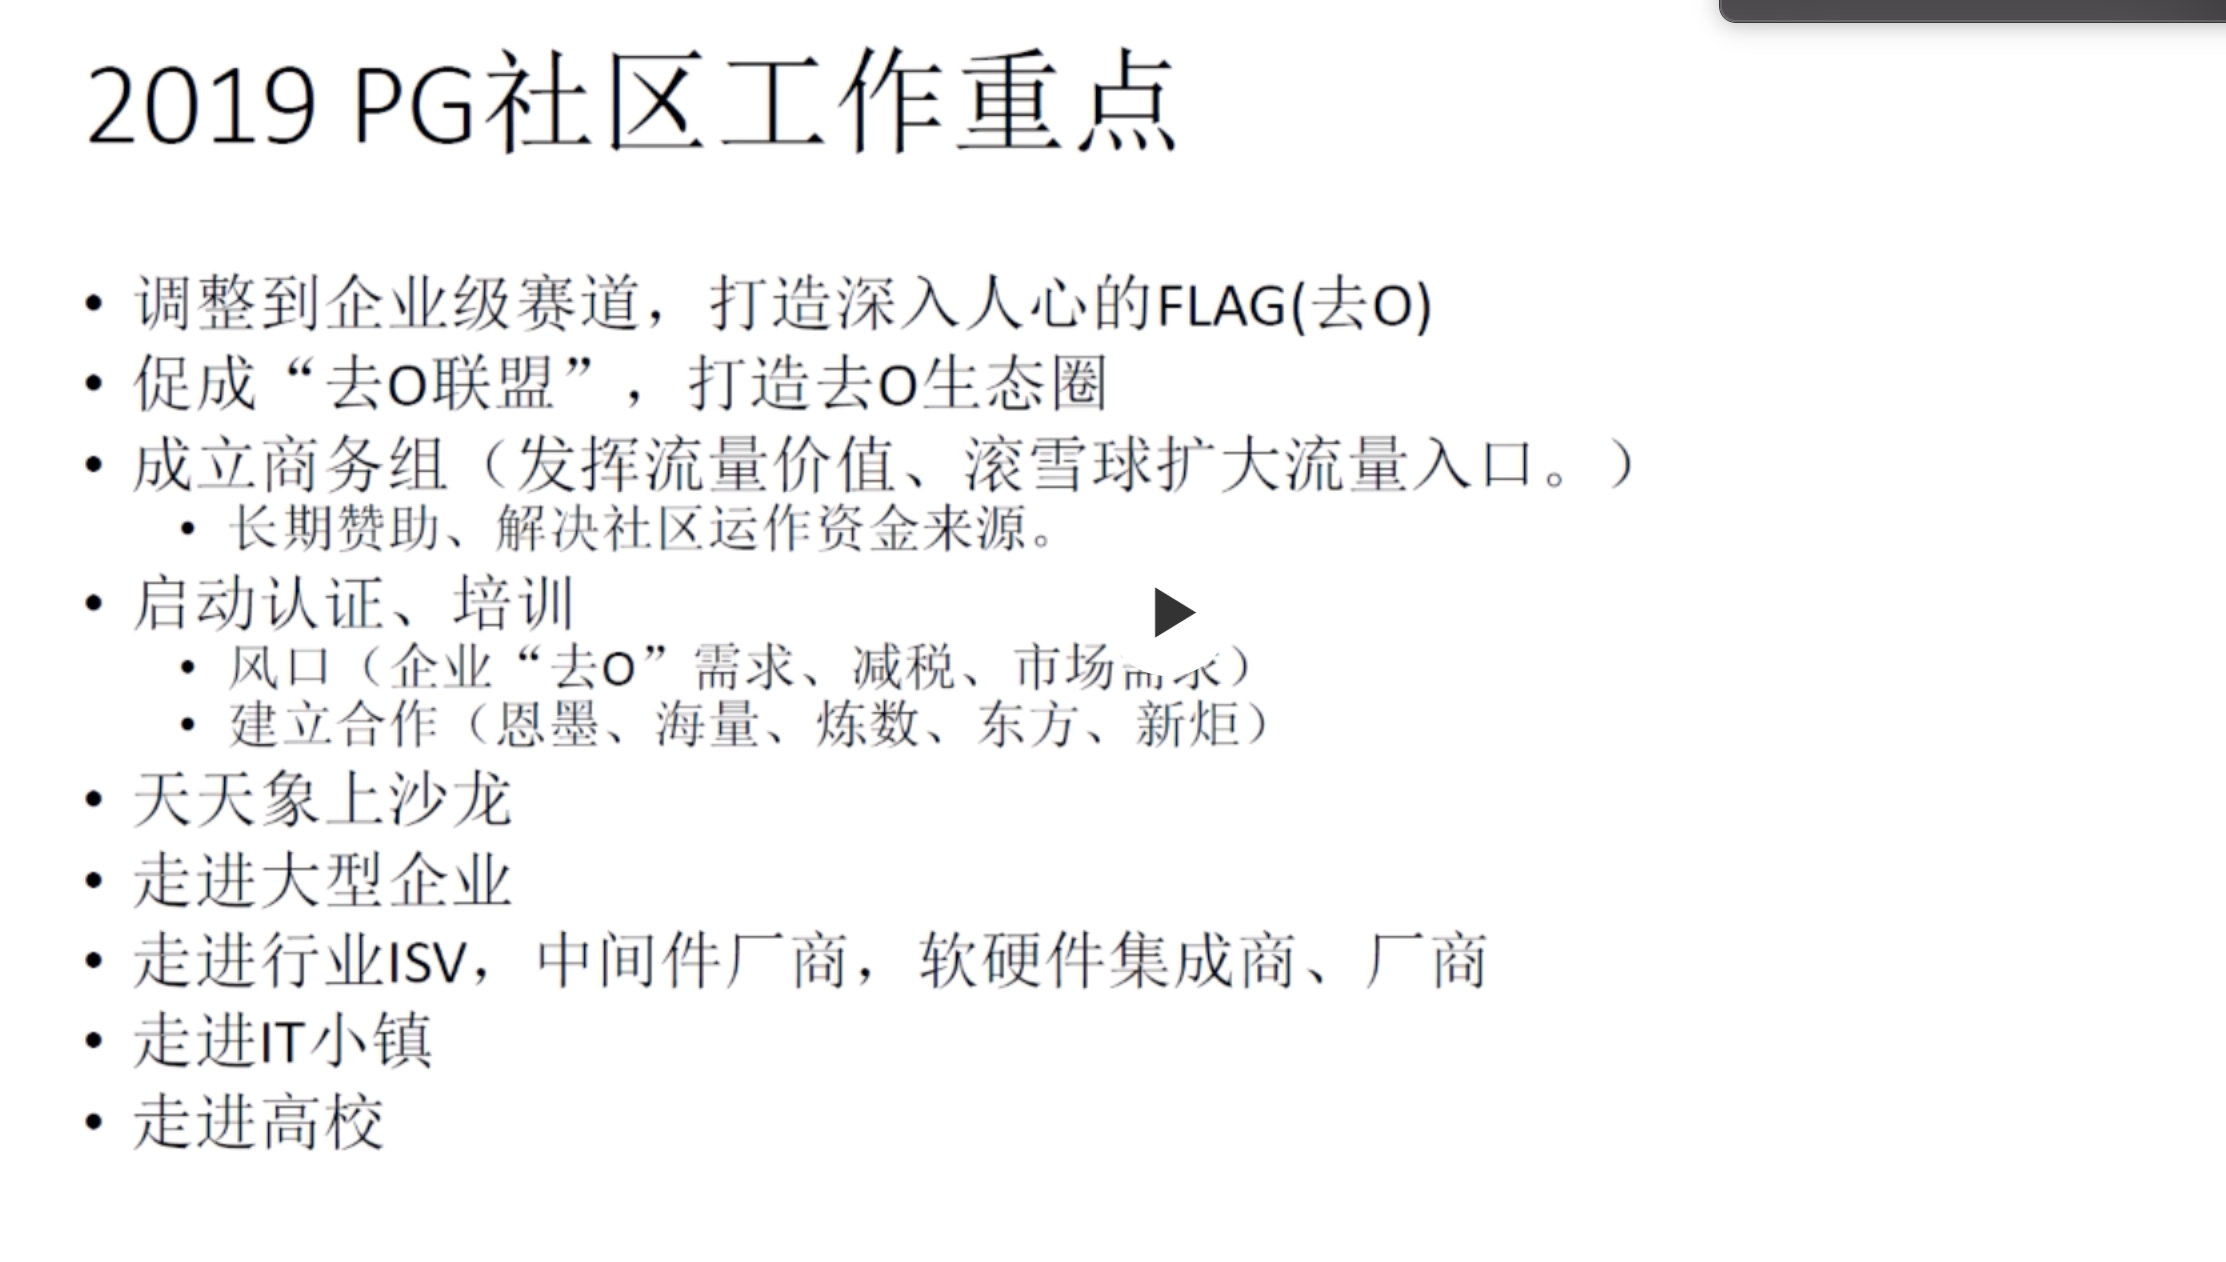 2019 PG社区工作重点
• 调整到企业级赛道，打造深入人心的FLAG(去O)
• 促成“去O联盟”，打造去O生态圈
• 成立商务组（发挥流量价值、滚雪球扩大流量入口。）
• 长期赞助、解决社区运作资金来源。
• 启动认证、培训
• 风口（企业“去O”需求、减税、市场需求）
• 建立合作（恩墨、海量、炼数、东方、新炬）
• 天天象上沙龙
• 走进大型企业
• 走进行业ISV，中间件厂商，软硬件集成商、厂商
• 走进IT小镇
• 走进高校